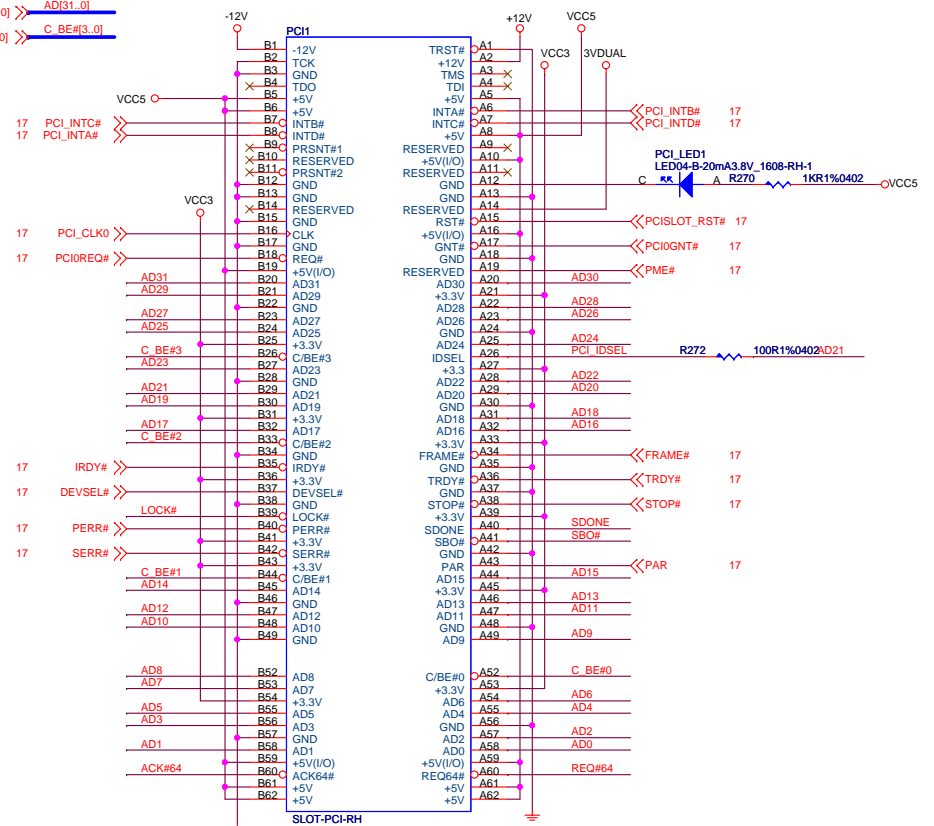 0] AD[31..0]
0] C_BE#[3..0]
-12V
+12V
VCC5
VCC3 3VDUAL
PCI1
B1 -12V TRST# A1
B2 TCK +12V A2
B3 GND TMS A3
B4 TDO TDI A4
VCC5 B5 +5V +5V A5
B6 +5V INTA# A6 PCI_INTB# 17
17 PCI_INTC# B7 INTB# INTC# A7 PCI_INTD# 17
17 PCI_INTA# B8 INTD# +5V A8
B9 PRSNT#1 RESERVED A9
B10 RESERVED +5V(I/O) A10
B11 PRSNT#2 RESERVED A11
PCI_LED1
LED04-B-20mA3.8V_1608-RH-1
B12 GND GND A12 C A R270 1KR1%0402 VCC5
B13 GND GND A13
B14 RESERVED RESERVED A14
VCC3
B15 GND RST# A15 PCISLOT_RST# 17
17 PCI_CLK0 B16 CLK +5V(I/O) A16
B17 GND GNT# A17 PCI0GNT# 17
17 PCI0REQ# B18 REQ# GND A18
B19 +5V(I/O) RESERVED A19 PME# 17
AD31 B20 AD31 AD30 A20 AD30
AD29 B21 AD29 +3.3V A21
B22 GND AD28 A22 AD28
AD27 B23 AD27 AD26 A23 AD26
AD25 B24 AD25 GND A24
B25 +3.3V AD24 A25 AD24
C_BE#3 B26 C/BE#3 IDSEL A26 PCI_IDSEL R272 100R1%0402 AD21
AD23 B27 AD23 +3.3 A27
B28 GND AD22 A28 AD22
AD21 B29 AD21 AD20 A29 AD20
AD19 B30 AD19 GND A30
B31 +3.3V AD18 A31 AD18
AD17 B32 AD17 AD16 A32 AD16
C_BE#2 B33 C/BE#2 +3.3V A33
B34 GND FRAME# A34 FRAME# 17
17 IRDY# B35 IRDY# GND A35
B36 +3.3V TRDY# A36 TRDY# 17
17 DEVSEL# B37 DEVSEL# GND A37
B38 GND STOP# A38 STOP# 17
LOCK# B39 LOCK# +3.3V A39
17 PERR# B40 PERR# SDONE A40 SDONE
B41 +3.3V SBO# A41 SBO#
17 SERR# B42 SERR# GND A42
B43 +3.3V PAR A43 PAR 17
C_BE#1 B44 C/BE#1 AD15 A44 AD15
AD14 B45 AD14 +3.3V A45
B46 GND AD13 A46 AD13
AD12 B47 AD12 AD11 A47 AD11
AD10 B48 AD10 GND A48
B49 GND AD9 A49 AD9
AD8 B52 AD8 C/BE#0 A52 C_BE#0
AD7 B53 AD7 +3.3V A53
B54 +3.3V AD6 A54 AD6
AD5 B55 AD5 AD4 A55 AD4
AD3 B56 AD3 GND A56
B57 GND AD2 A57 AD2
AD1 B58 AD1 AD0 A58 AD0
B59 +5V(I/O) +5V(I/O) A59
ACK#64 B60 ACK64# REQ64# A60 REQ#64
B61 +5V +5V A61
B62 +5V +5V A62
SLOT-PCI-RH